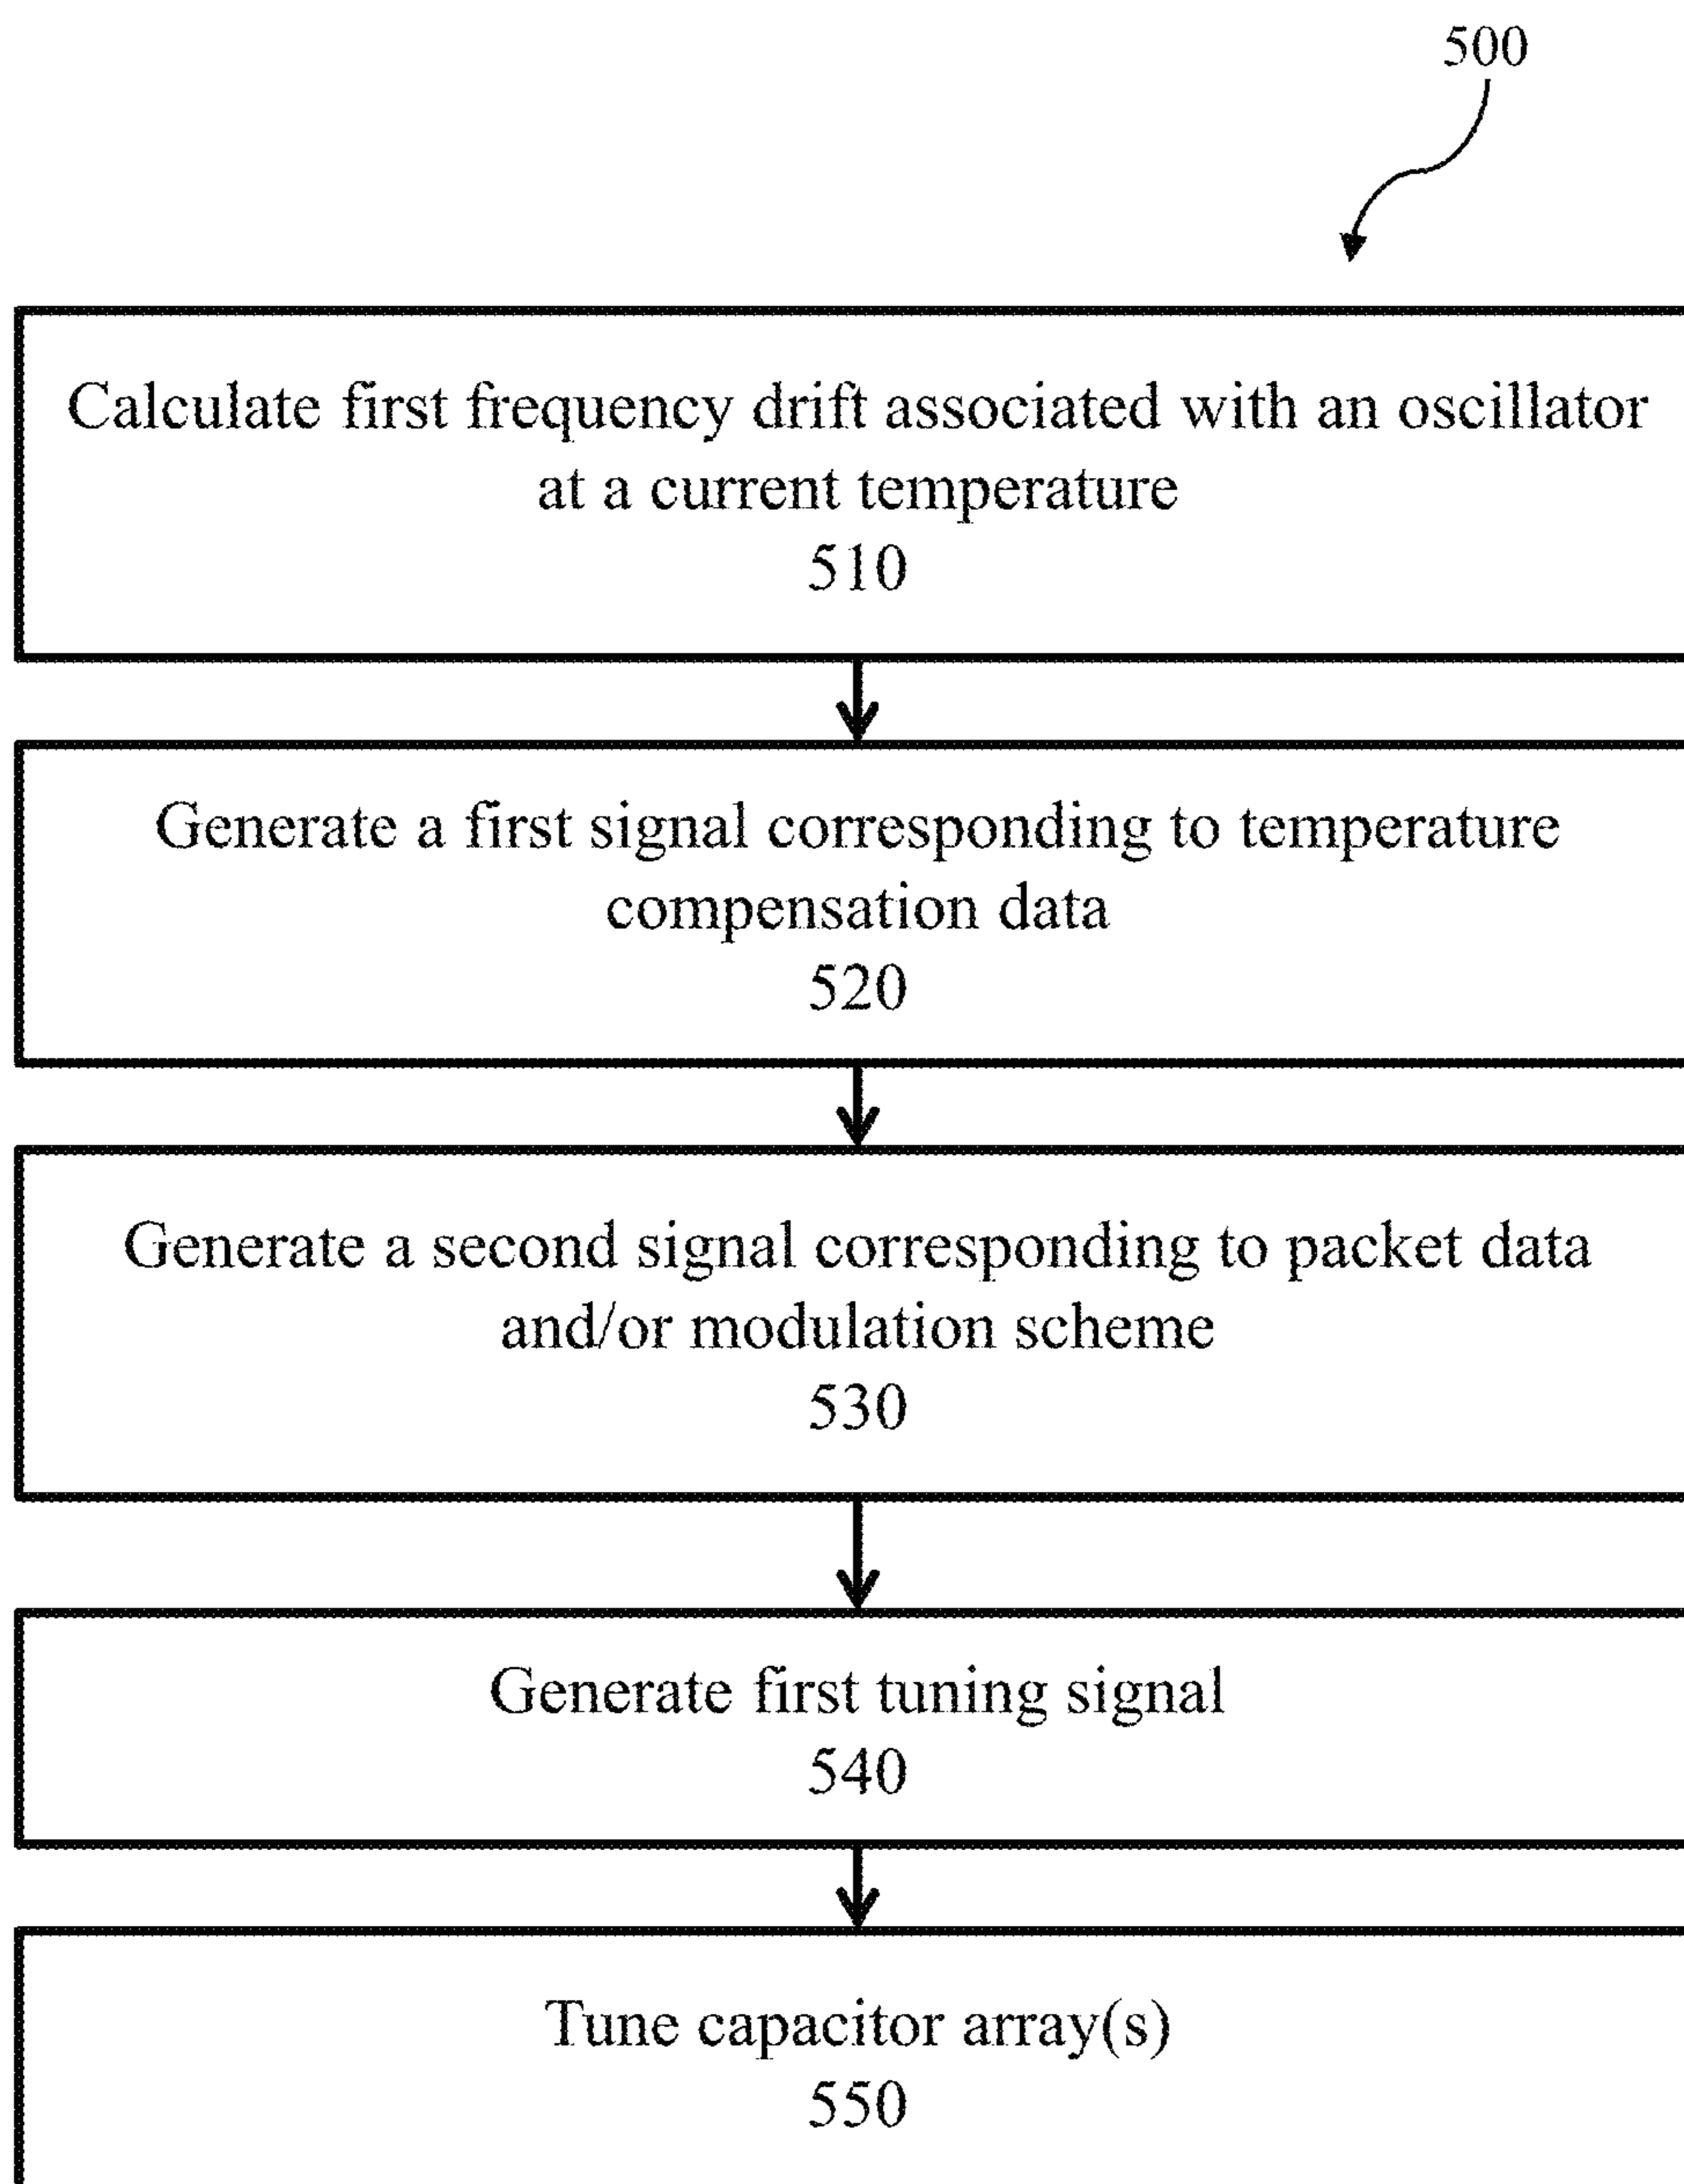 500
Calculate first frequency drift associated with an oscillator
at a current temperature
510
Generate a first signal corresponding to temperature
compensation data
520
Generate a second signal corresponding to packet data
and/or modulation scheme
530
Generate first tuning signal
540
Tune capacitor array(s)
550